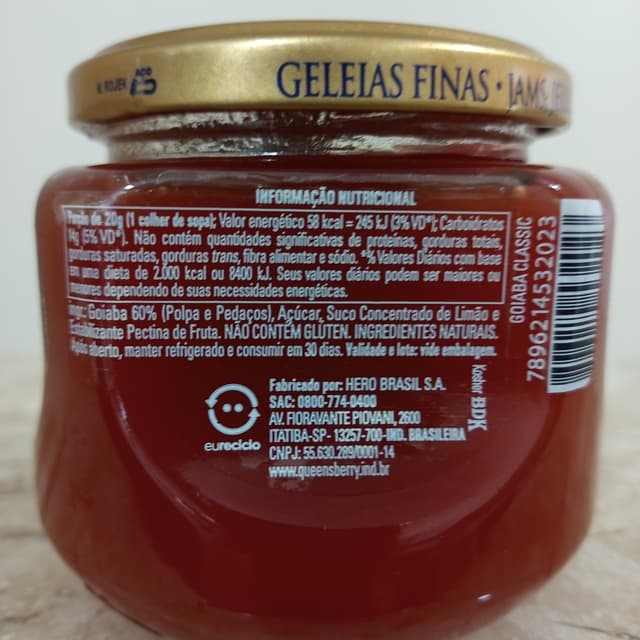 M. ROJEK AÇO
GELEIAS FINAS • JAMS
INFORMAÇÃO NUTRICIONAL
Porção de 20g (1 colher de sopa); Valor energético 58 kcal = 245 kJ (3% VD*); Carboidratos
14g (5% VD*). Não contém quantidades significativas de proteínas, gorduras totais,
gorduras saturadas, gorduras trans, fibra alimentar e sódio. *% Valores Diários com base
em uma dieta de 2.000 kcal ou 8400 kJ. Seus valores diários podem ser maiores ou
menores dependendo de suas necessidades energéticas.
Ingr.: Goiaba 60% (Polpa e Pedaços), Açúcar, Suco Concentrado de Limão e
Estabilizante Pectina de Fruta. NÃO CONTÉM GLÚTEN. INGREDIENTES NATURAIS.
Após aberto, manter refrigerado e consumir em 30 dias. Validade e lote: vide embalagem.
Fabricado por: HERO BRASIL S.A.
SAC: 0800-774-0400
AV. FIORAVANTE PIOVANI, 2600
ITATIBA-SP- 13257-700-IND. BRASILEIRA
CNPJ: 55.630.289/0001-14
www.queensberry.ind.br
eureciclo
Kosher BDK
GOIABA CLASSIC
7896214532023